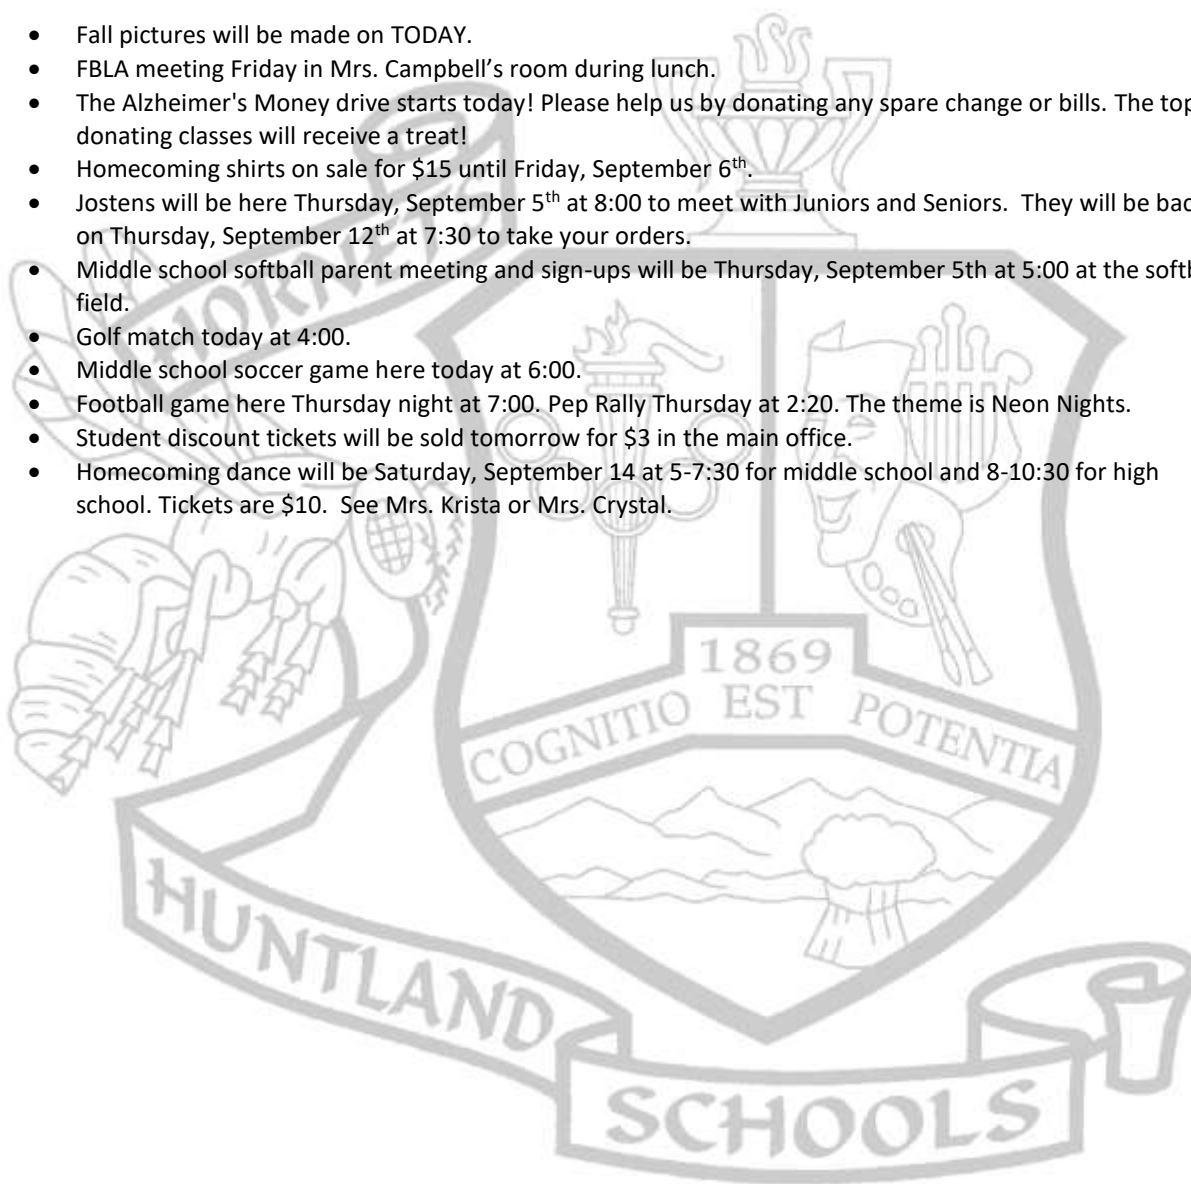 • Fall pictures will be made on TODAY.
• FBLA meeting Friday in Mrs. Campbell’s room during lunch.
• The Alzheimer's Money drive starts today! Please help us by donating any spare change or bills. The top
donating classes will receive a treat!
• Homecoming shirts on sale for $15 until Friday, September 6th.
• Jostens will be here Thursday, September 5th at 8:00 to meet with Juniors and Seniors.  They will be bac
on Thursday, September 12th at 7:30 to take your orders.
• Middle school softball parent meeting and sign-ups will be Thursday, September 5th at 5:00 at the softb
field.
• Golf match today at 4:00.
• Middle school soccer game here today at 6:00.
• Football game here Thursday night at 7:00. Pep Rally Thursday at 2:20. The theme is Neon Nights.
• Student discount tickets will be sold tomorrow for $3 in the main office.
• Homecoming dance will be Saturday, September 14 at 5-7:30 for middle school and 8-10:30 for high
school. Tickets are $10.  See Mrs. Krista or Mrs. Crystal.
HORNETS
1869
COGNITIO EST POTENTIA
HUNTLAND
SCHOOLS